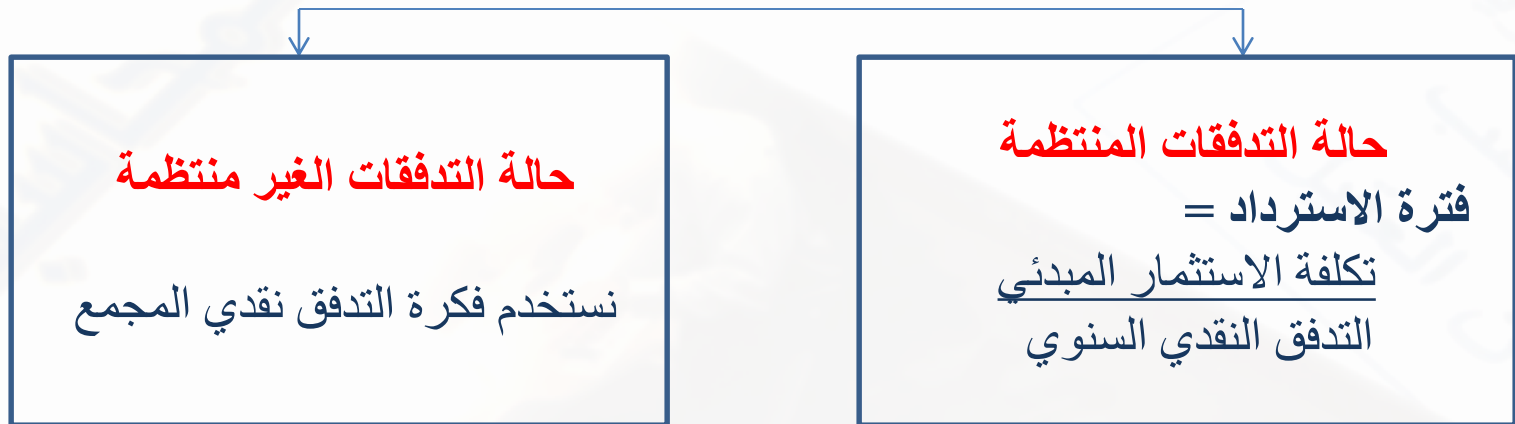 حالة التدفقات المنتظمة
فترة الاسترداد =
تكلفة الاستثمار المبدئي
التدفق النقدي السنوي
حالة التدفقات الغير منتظمة
نستخدم فكرة التدفق نقدي المجمع